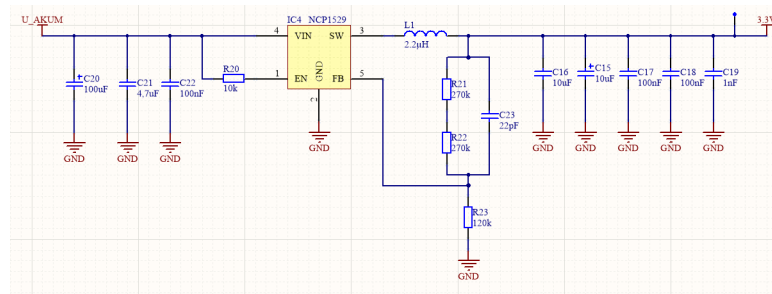 U_AKUM
IC4 NCP1529
L1
3.3V
4 VIN SW 3
2.2µH
R20
10k
1 EN FB 5
GND
2
C20
100uF
C21
4,7uF
C22
100nF
R21
270k
C23
22pF
R22
270k
C16
10uF
C15
10uF
C17
100nF
C18
100nF
C19
1nF
GND
GND
GND
GND
GND
GND
GND
GND
GND
R23
120k
GND